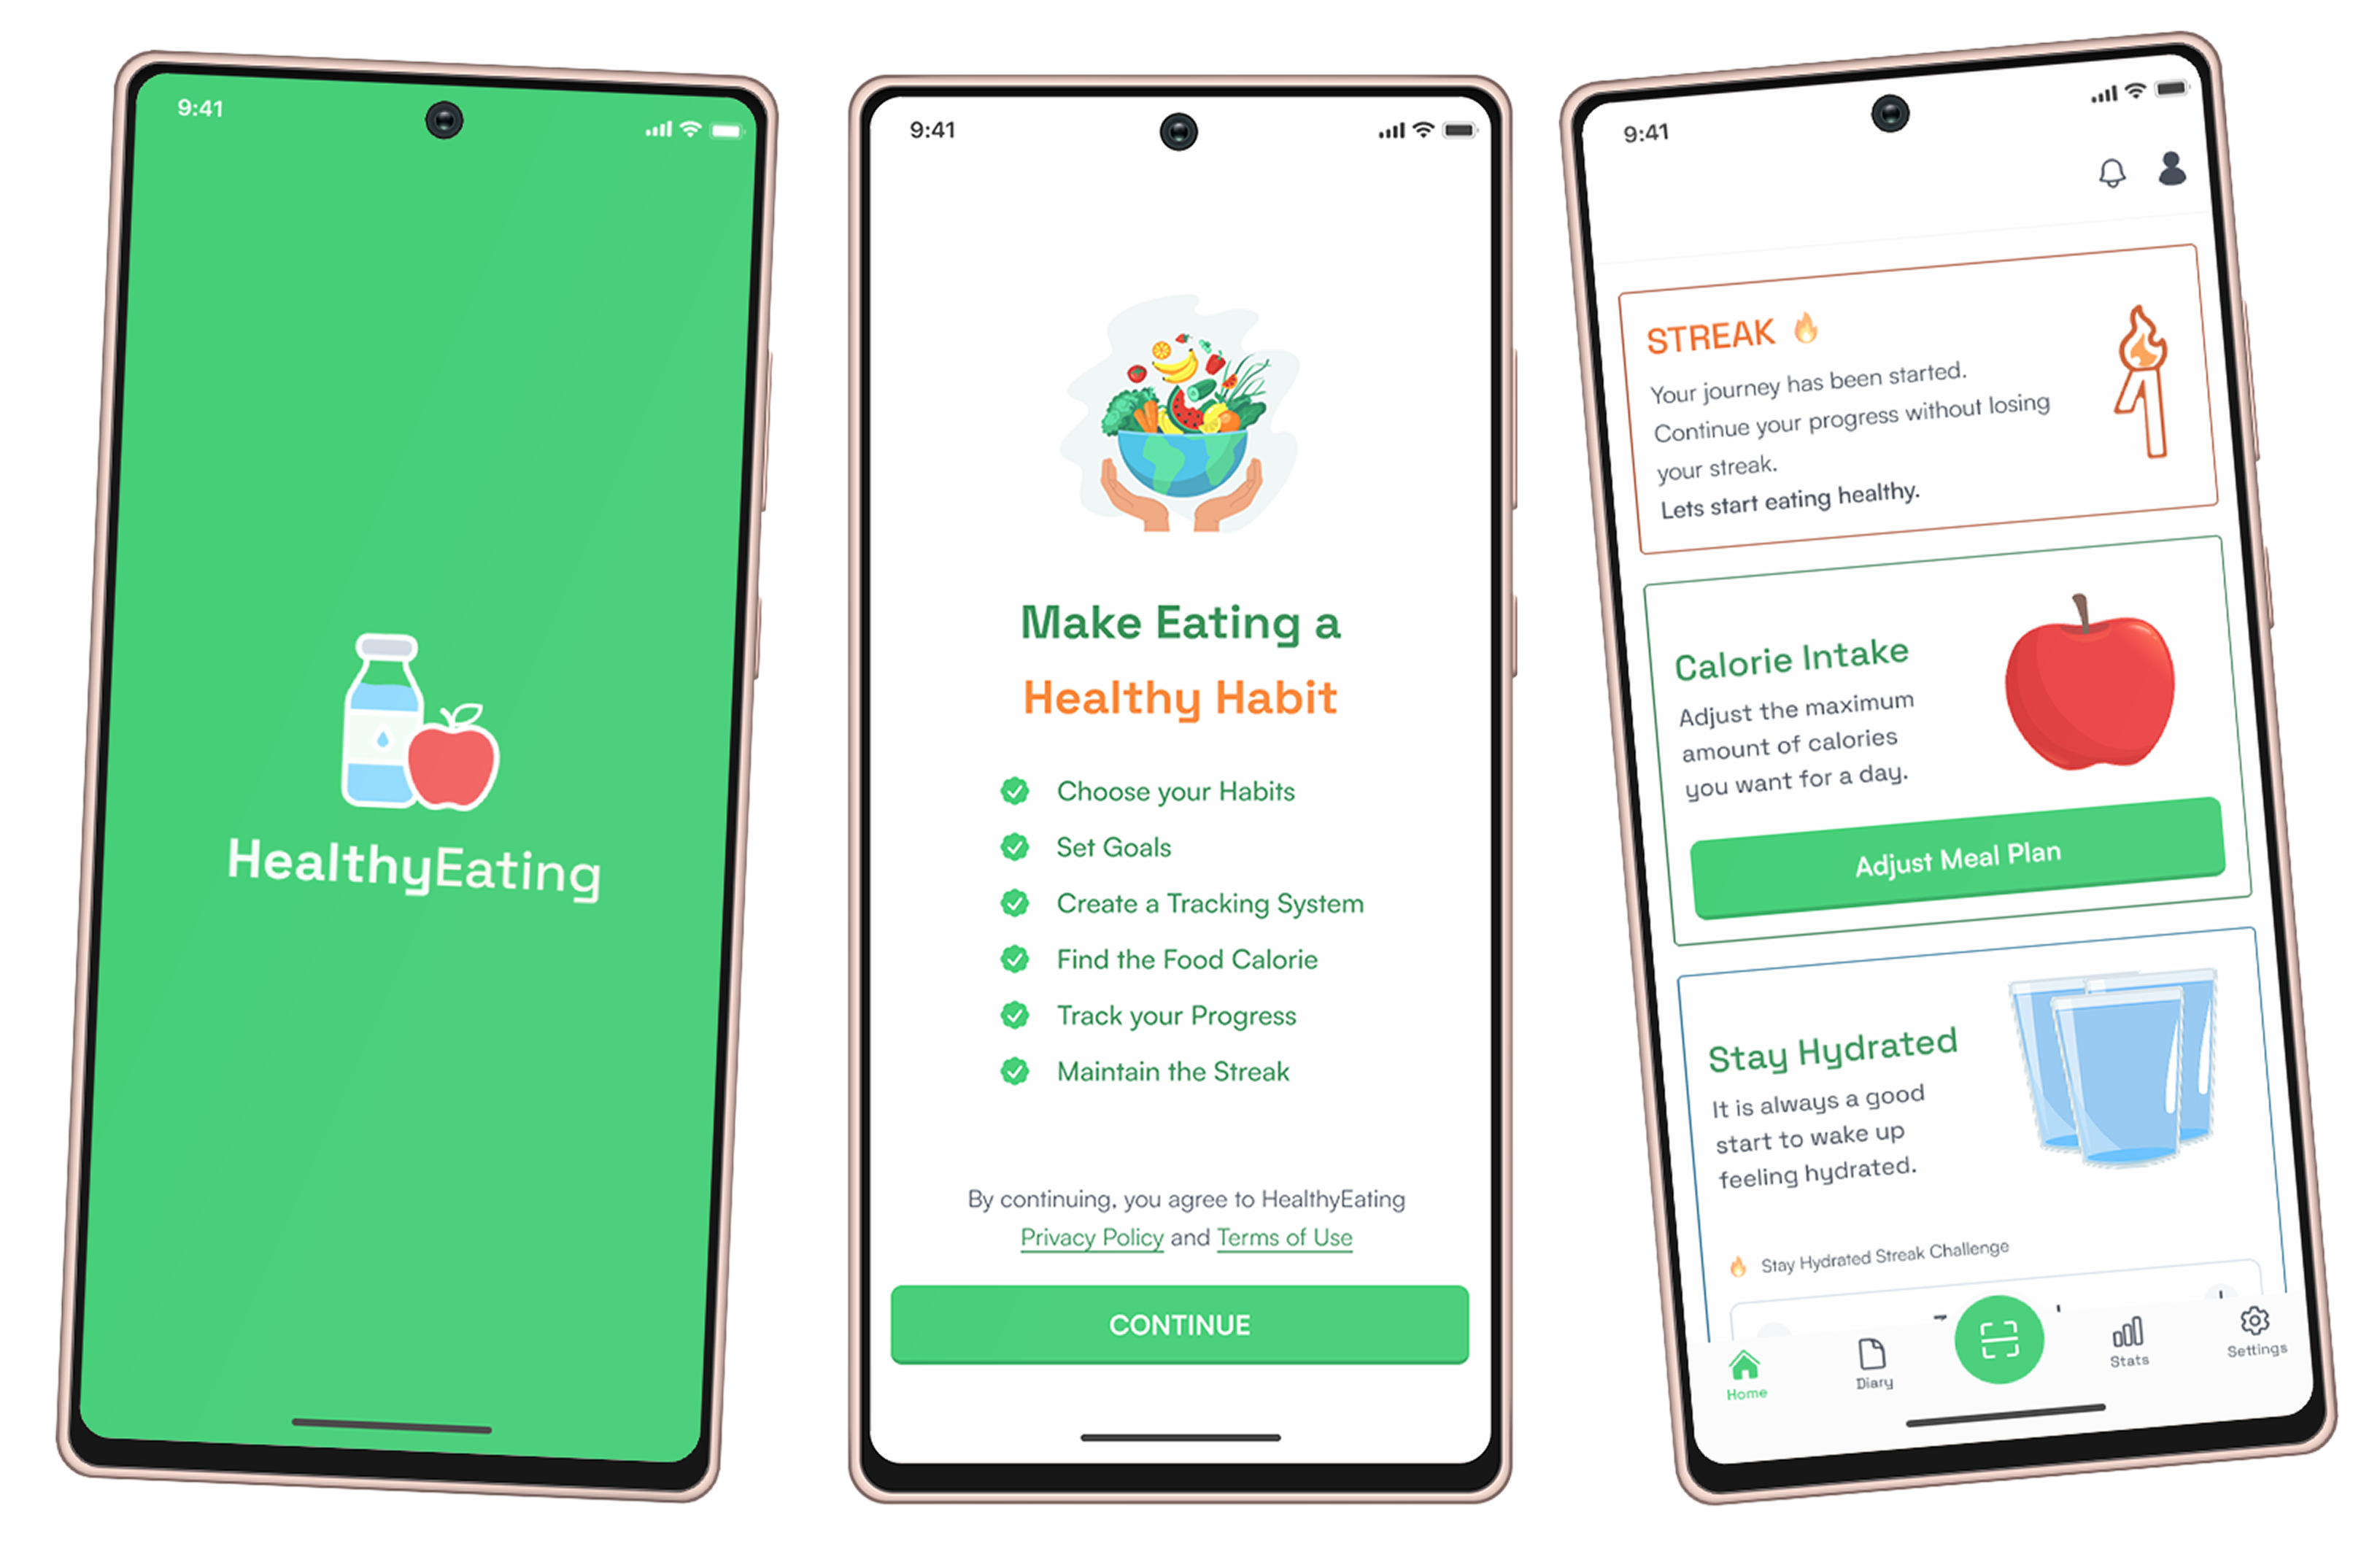 9:41
HealthyEating
9:41
Make Eating a
Healthy Habit
Choose your Habits
Set Goals
Create a Tracking System
Find the Food Calorie
Track your Progress
Maintain the Streak
By continuing, you agree to HealthyEating
Privacy Policy and Terms of Use
CONTINUE
9:41
STREAK 🔥
Your journey has been started.
Continue your progress without losing
your streak.
Lets start eating healthy.
1
Calorie Intake
Adjust the maximum
amount of calories
you want for a day.
Adjust Meal Plan
Stay Hydrated
It is always a good
start to wake up
feeling hydrated.
🔥 Stay Hydrated Streak Challenge
Home
Diary
Stats
Settings